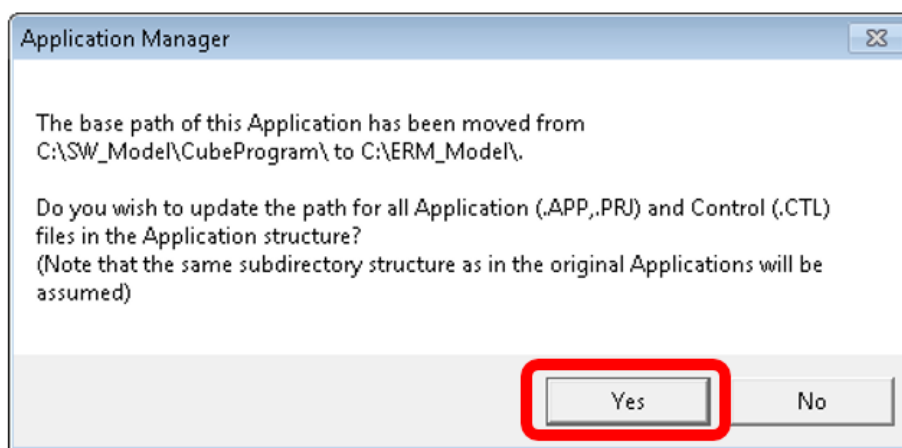 Application Manager
The base path of this Application has been moved from
C:\SW_Model\CubeProgram\ to C:\ERM_Model\.
Do you wish to update the path for all Application (.APP,.PRJ) and Control (.CTL)
files in the Application structure?
(Note that the same subdirectory structure as in the original Applications will be
assumed)
Yes
No